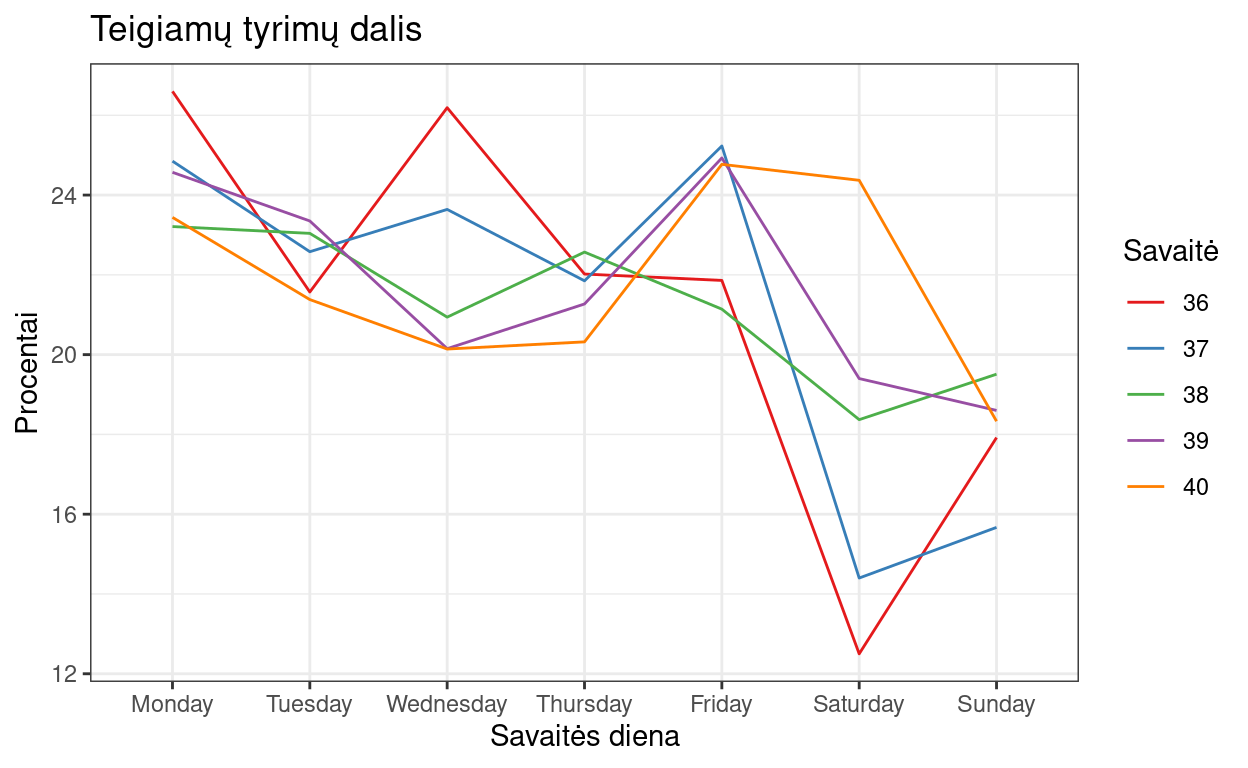 Teigiamų tyrimų dalis
Procentai
24
20
16
12
Monday Tuesday Wednesday Thursday Friday Saturday Sunday
Savaitės diena
Savaitė
36
37
38
39
40